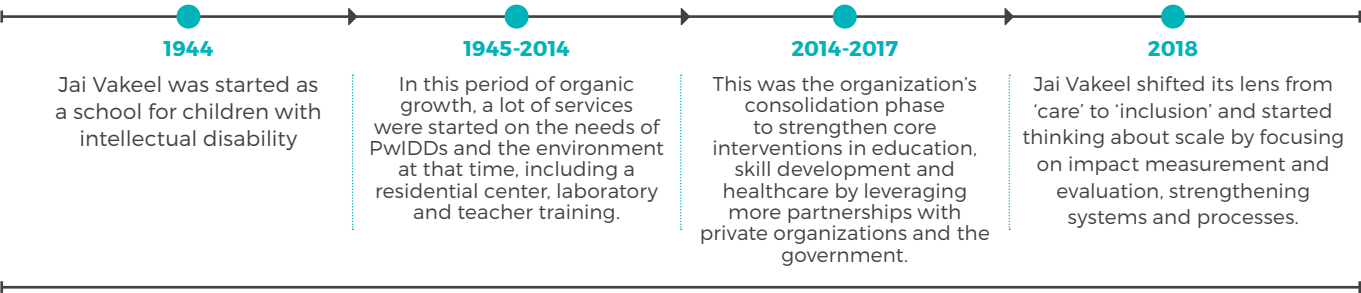 1944
Jai Vakeel was started as
a school for children with
intellectual disability
1945-2014
In this period of organic
growth, a lot of services
were started on the needs of
PwIDDs and the environment
at that time, including a
residential center, laboratory
and teacher training.
2014-2017
This was the organization’s
consolidation phase
to strengthen core
interventions in education,
skill development and
healthcare by leveraging
more partnerships with
private organizations and the
government.
2018
Jai Vakeel shifted its lens from
‘care’ to ‘inclusion’ and started
thinking about scale by focusing
on impact measurement and
evaluation, strengthening
systems and processes.